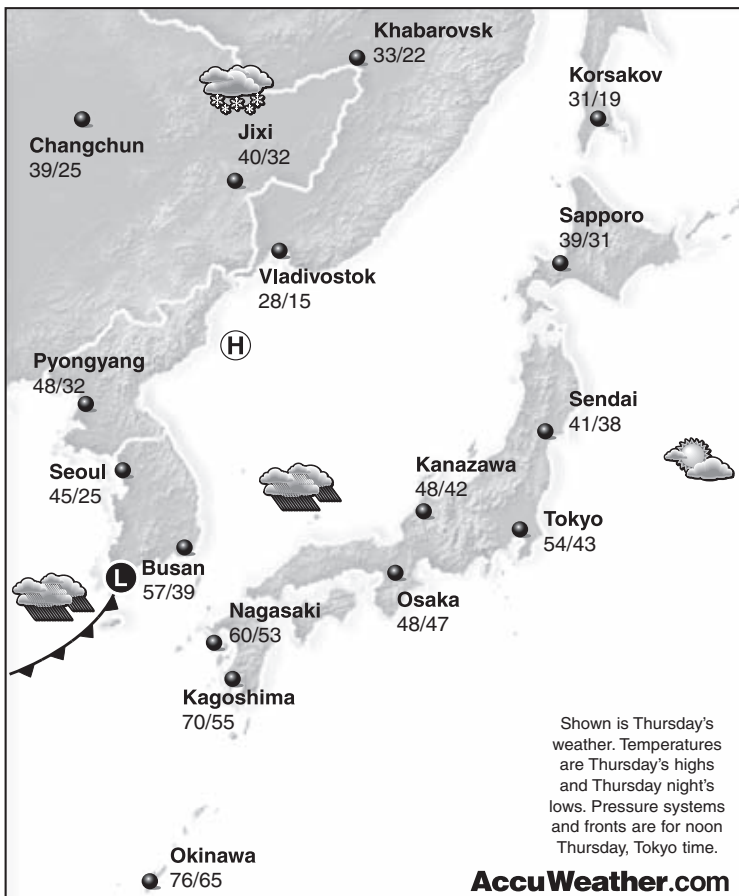 Khabarovsk
33/22
Korsakov
31/19
Changchun
39/25
Jixi
40/32
Sapporo
39/31
Vladivostok
28/15
H
Pyongyang
48/32
Sendai
41/38
Seoul
45/25
Kanazawa
48/42
Tokyo
54/43
L
Busan
57/39
Osaka
48/47
Nagasaki
60/53
Kagoshima
70/55
Shown is Thursday's
weather. Temperatures
are Thursday's highs
and Thursday night's
lows. Pressure systems
and fronts are for noon
Thursday, Tokyo time.
Okinawa
76/65
AccuWeather.com